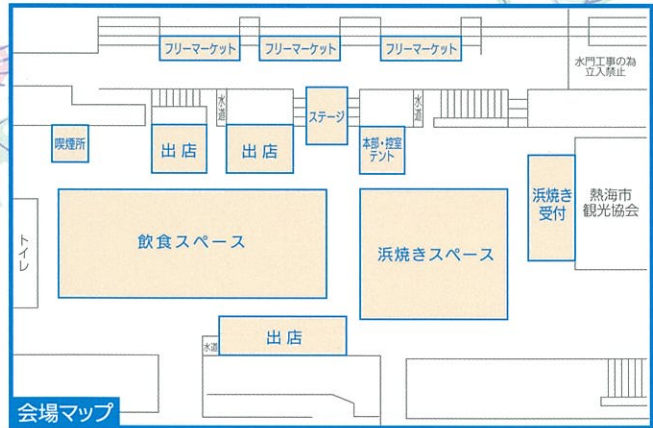 フリーマーケット
フリーマーケット
フリーマーケット
水門工事の為
立入禁止
水道
ステージ
水道
喫煙所
出店
出店
本部・控室
テント
浜焼き
受付
熱海市
観光協会
トイレ
飲食スペース
浜焼きスペース
出店
水道
会場マップ